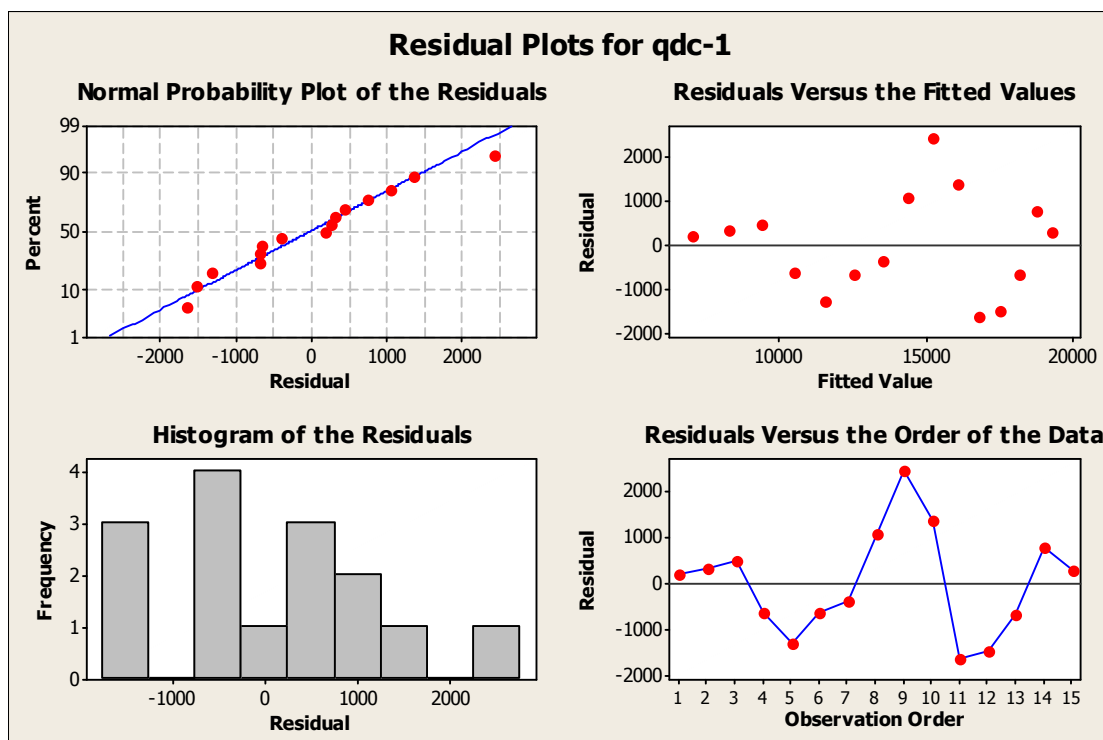 Residual Plots for qdc-1
Normal Probability Plot of the Residuals
99
90
50
10
1
Percent
-2000 -1000 0 1000 2000
Residual
Residuals Versus the Fitted Values
2000
1000
0
-1000
-2000
Residual
10000 15000 20000
Fitted Value
Histogram of the Residuals
4
3
2
1
0
Frequency
-1000 0 1000 2000
Residual
Residuals Versus the Order of the Data
2000
1000
0
-1000
-2000
Residual
1 2 3 4 5 6 7 8 9 10 11 12 13 14 15
Observation Order